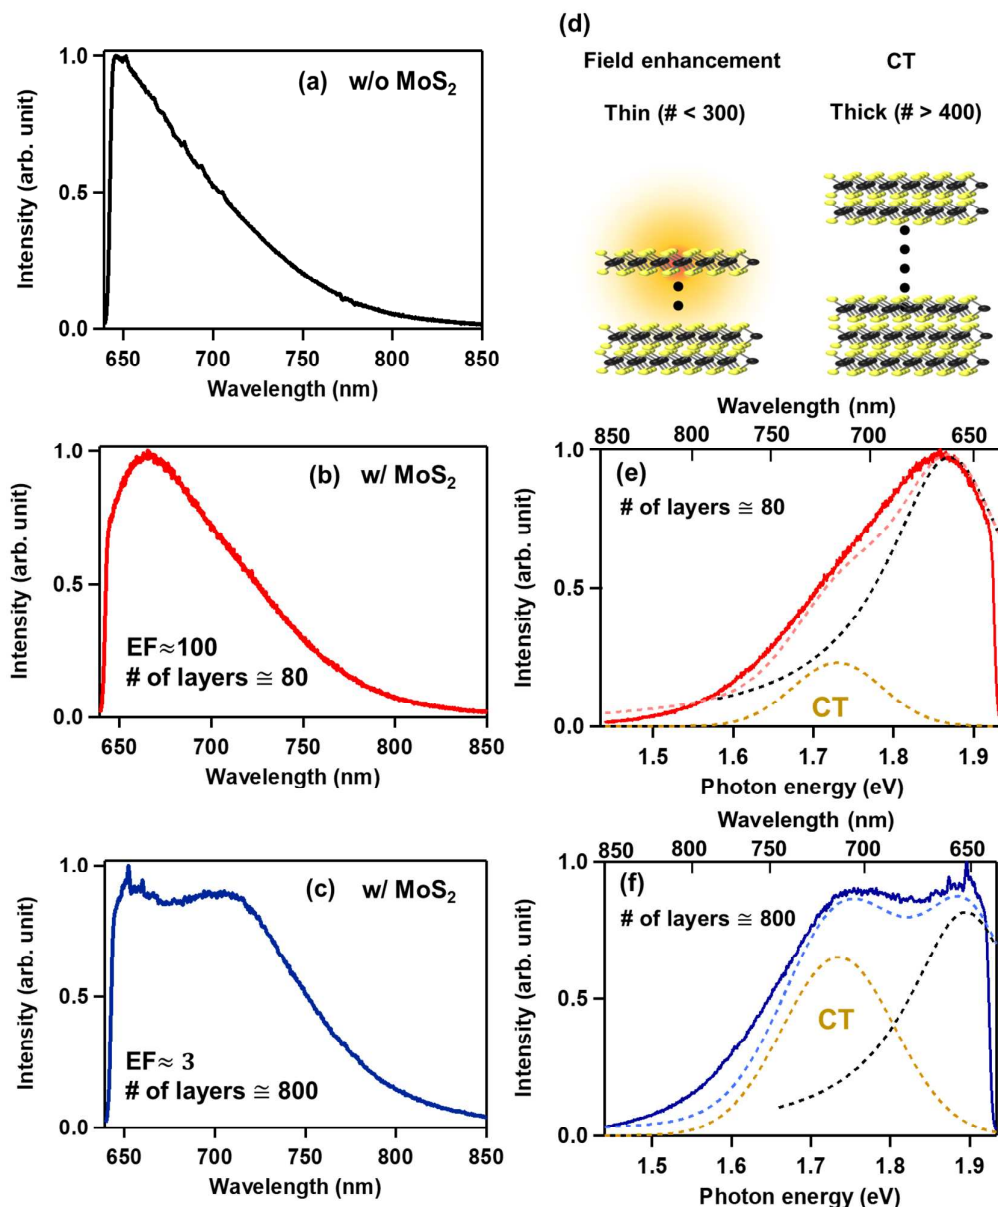 (a) w/o MoS₂
1.0
0.5
0.0
Intensity (arb. unit)
650 700 750 800 850
Wavelength (nm)
(d)
Field enhancement CT
Thin (# < 300) Thick (# > 400)
(b) w/ MoS₂
EF≈100
# of layers ≅ 80
1.0
0.5
0.0
Intensity (arb. unit)
650 700 750 800 850
Wavelength (nm)
Wavelength (nm)
850 800 750 700 650
(e)
# of layers ≅ 80
CT
1.0
0.5
0.0
Intensity (arb. unit)
1.5 1.6 1.7 1.8 1.9
Photon energy (eV)
(c) w/ MoS₂
EF≈ 3
# of layers ≅ 800
1.0
0.5
0.0
Intensity (arb. unit)
650 700 750 800 850
Wavelength (nm)
Wavelength (nm)
850 800 750 700 650
(f)
# of layers ≅ 800
CT
1.0
0.5
0.0
Intensity (arb. unit)
1.5 1.6 1.7 1.8 1.9
Photon energy (eV)